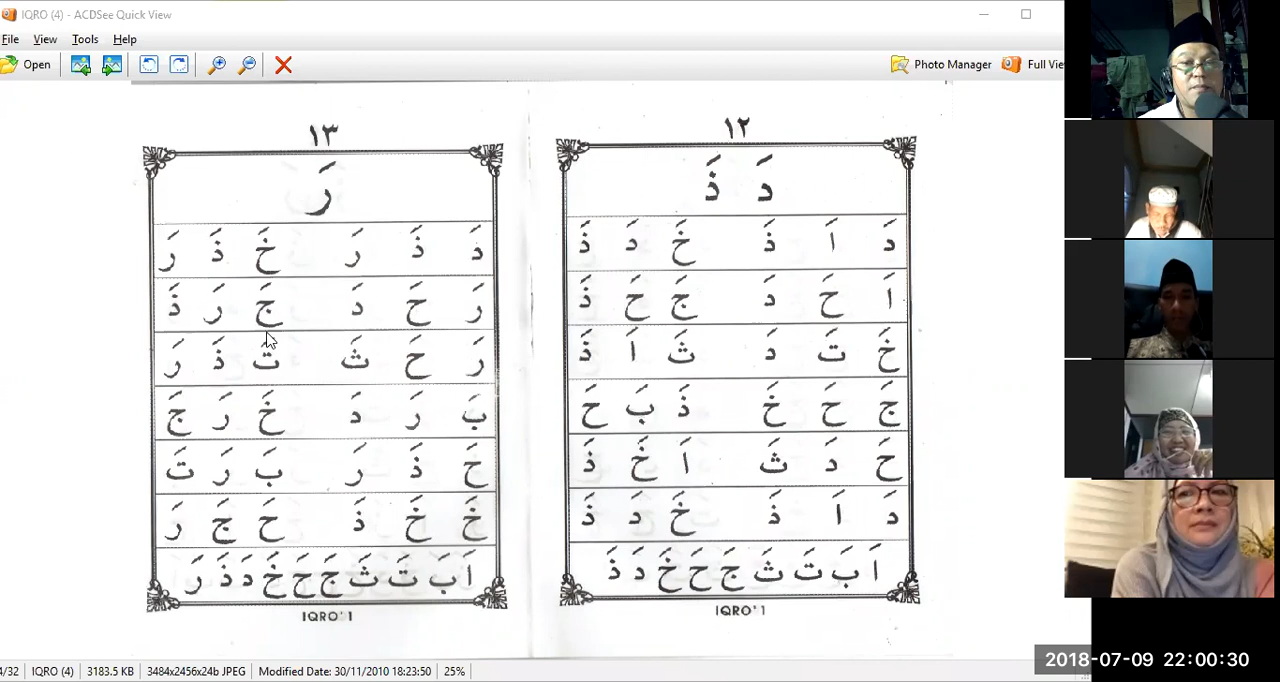 IQRO (4) - ACDSee Quick View
File View Tools Help
Open Photo Manager Full
١٢
دَ ذَ
دَ اَ ذَ خَ دَ ذَ
اَ حَ دَ جَ حَ ذَ
خَ تَ دَ ثَ اَ ذَ
جَ حَ خَ ذَ بَ حَ
حَ دَ ثَ اَ خَ ذَ
دَ اَ ذَ خَ دَ ذَ
اَ بَ تَ ثَ جَ حَ خَ دَ ذَ
IQRO' 1
١٣
رَ
دَ ذَ رَ خَ ذَ رَ
رَ حَ دَ جَ رَ ذَ
رَ حَ ثَ تَ ذَ رَ
بَ رَ دَ خَ رَ جَ
حَ ذَ رَ بَ رَ تَ
خَ خَ ذَ حَ جَ رَ
اَ بَ تَ ثَ جَ حَ خَ دَ ذَ رَ
IQRO' 1
/32 IQRO (4) 3183.5 KB 3484x2456x24b JPEG Modified Date: 30/11/2010 18:23:50 25%
2018-07-09 22:00:30